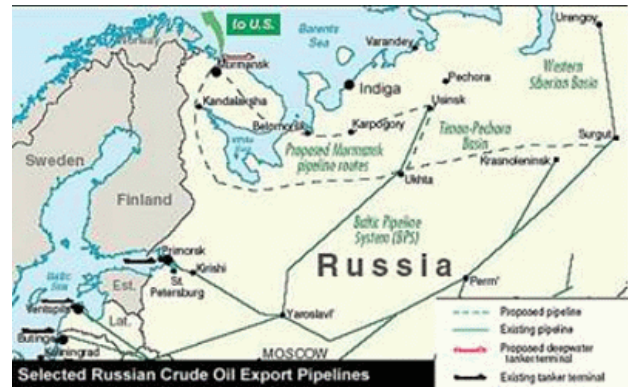 to U.S.
Barents
Sea
Urengoy
Norway
Varandey
Murmansk
Pechora
Western
Siberian Basin
Indiga
Kandalaksha
Usinsk
Belomorsk
Karpogory
Timan-Pechora
Basin
Surgut
White
Sea
Proposed Murmansk
pipeline routes
Krasnoleninsk
Sweden
Ukhta
Finland
Baltic Pipeline
System (BPS)
Primorsk
Russia
Kirishi
St.
Petersburg
Baltic
Sea
Est.
Perm'
Ventspils
Lat.
Yaroslavl'
Proposed pipeline
Existing pipeline
Butinge
Proposed deepwater
tanker terminal
Kaliningrad
MOSCOW
Existing tanker terminal
Selected Russian Crude Oil Export Pipelines